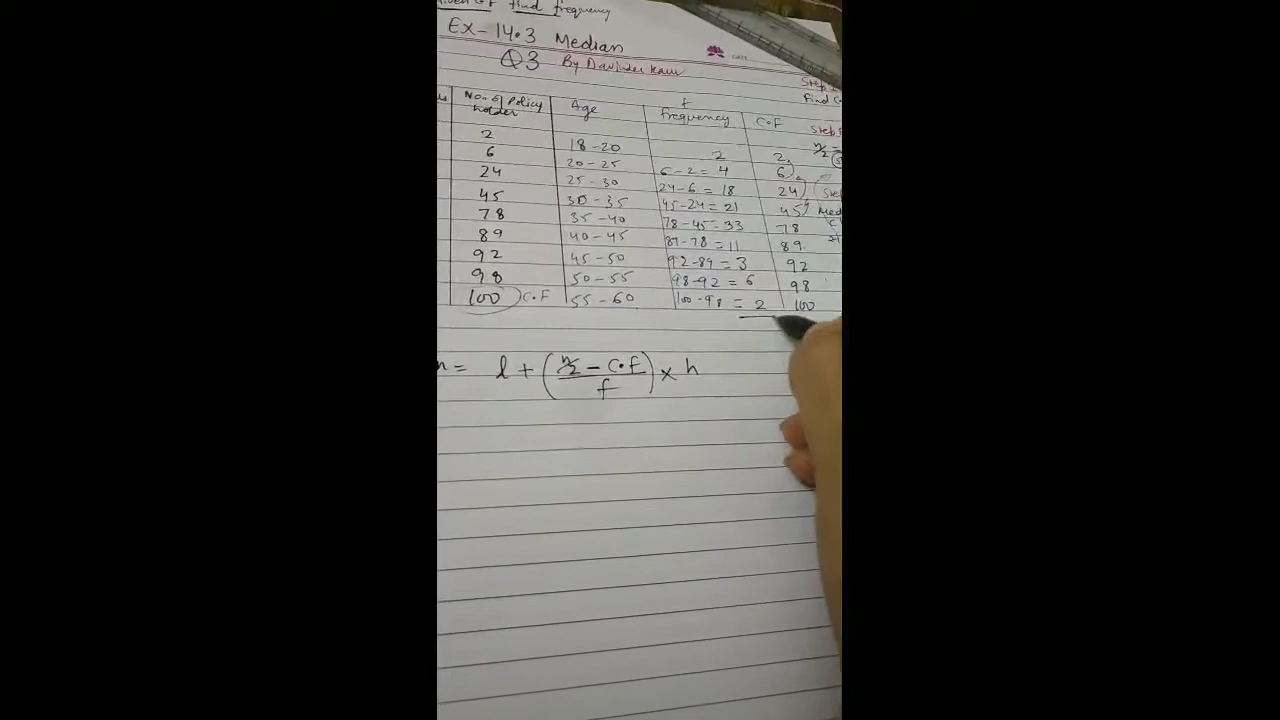 given C.F find frequency
Ex-14.3 Median
Q3 By Davinder Kaur
No. of Policy holder Age f frequency C.F
2 18-20 2 2
6 20-25 6-2=4 6
24 25-30 24-6=18 24
45 30-35 45-24=21 45
78 35-40 78-45=33 78
89 40-45 89-78=11 89
92 45-50 92-89=3 92
98 50-55 98-92=6 98
100 C.F 55-60 100-98=2 100
= l + (n/2 - C.f / f) × h